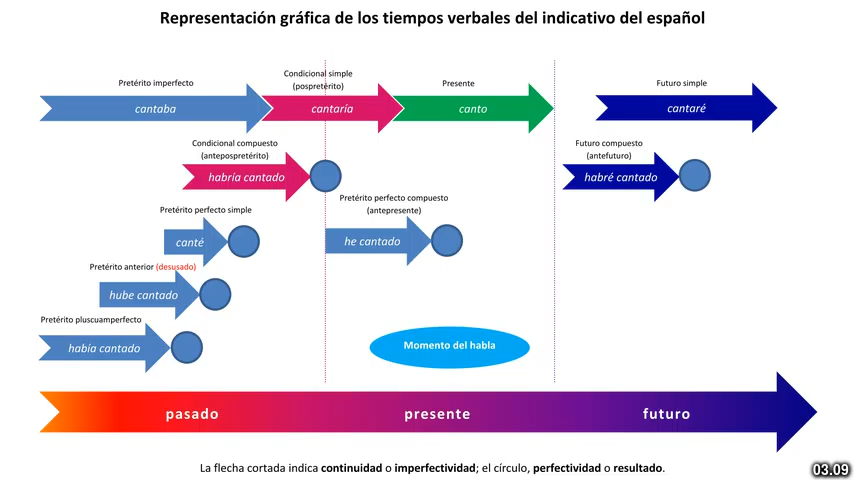 Representación gráfica de los tiempos verbales del indicativo del español
Pretérito imperfecto
cantaba
Condicional simple
(pospretérito)
cantaría
Presente
canto
Futuro simple
cantaré
Condicional compuesto
(antepospretérito)
habría cantado
Futuro compuesto
(antefuturo)
habré cantado
Pretérito perfecto simple
canté
Pretérito perfecto compuesto
(antepresente)
he cantado
Pretérito anterior (desusado)
hube cantado
Pretérito pluscuamperfecto
había cantado
Momento del habla
pasado
presente
futuro
La flecha cortada indica continuidad o imperfectividad; el círculo, perfectividad o resultado.
03.09